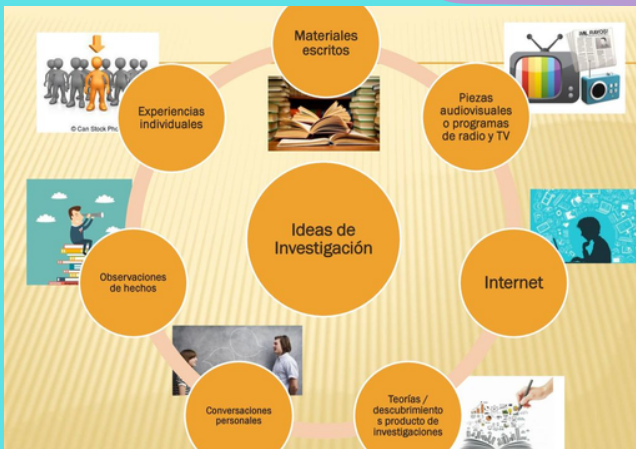 Materiales
escritos
Piezas
audiovisuales
o programas
de radio y TV
Internet
Teorías /
descubrimiento
s producto de
investigaciones
Conversaciones
personales
Observaciones
de hechos
Experiencias
individuales
Ideas de
Investigación
© Can Stock Pho